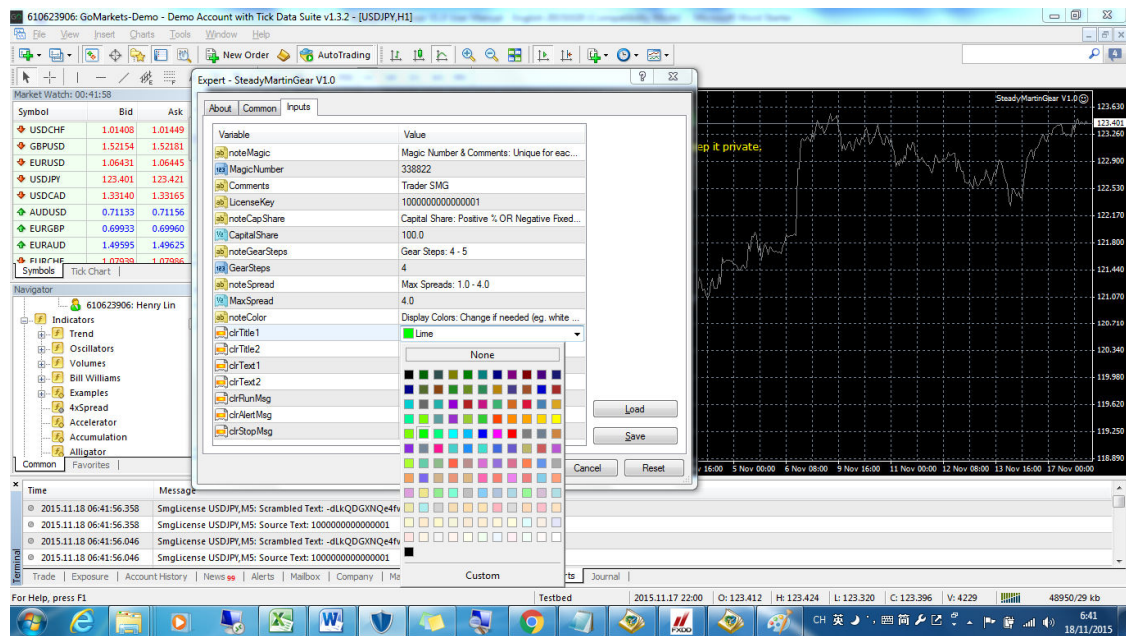 610623906: GoMarkets-Demo - Demo Account with Tick Data Suite v1.3.2 - [USDJPY,H1]
File View Insert Charts Tools Window Help
New Order AutoTrading
4
Market Watch: 00:41:58
Symbol Bid Ask
USDCHF 1.01408 1.01449
GBPUSD 1.52154 1.52181
EURUSD 1.06431 1.06445
USDJPY 123.401 123.421
USDCAD 1.33140 1.33165
AUDUSD 0.71133 0.71156
EURGBP 0.69933 0.69960
EURAUD 1.49595 1.49625
EURCHF 1.07939 1.07986
Symbols Tick Chart
Navigator
610623906: Henry Lin
Indicators
Trend
Oscillators
Volumes
Bill Williams
Examples
4xSpread
Accelerator
Accumulation
Alligator
Common Favorites
Expert - SteadyMartinGear V1.0
About Common Inputs
Variable Value
noteMagic Magic Number & Comments: Unique for eac...
MagicNumber 338822
Comments Trader SMG
LicenseKey 1000000000000001
noteCapShare Capital Share: Positive % OR Negative Fixed...
CapitalShare 100.0
noteGearSteps Gear Steps: 4 - 5
GearSteps 4
noteSpread Max Spreads: 1.0 - 4.0
MaxSpread 4.0
noteColor Display Colors: Change if needed (eg. white ...
clrTitle1 Lime
clrTitle2
clrText1
clrText2
clrRunMsg
clrAlertMsg
clrStopMsg
None
Custom
Load
Save
Cancel Reset
SteadyMartinGear V1.0
ep it private.
123.630
123.401
123.260
122.900
122.530
122.170
121.800
121.440
121.070
120.710
120.340
119.980
119.620
119.250
118.890
16:00 5 Nov 00:00 6 Nov 08:00 9 Nov 16:00 11 Nov 00:00 12 Nov 08:00 13 Nov 16:00 17 Nov 00:00
Time Message
2015.11.18 06:41:56.358 SmgLicense USDJPY,M5: Scrambled Text:
2015.11.18 06:41:56.358 SmgLicense USDJPY,M5: Source Text: 1000000000000001
2015.11.18 06:41:56.046 SmgLicense USDJPY,M5: Scrambled Text:
2015.11.18 06:41:56.046 SmgLicense USDJPY,M5: Source Text: 1000000000000001
Terminal
Trade Exposure Account History News 99 Alerts Mailbox Company Ma rts Journal
For Help, press F1 Testbed 2015.11.17 22:00 O: 123.412 H: 123.424 L: 123.320 C: 123.396 V: 4229 48950/29 kb
FXDD
CH 英 简
6:41
18/11/2015